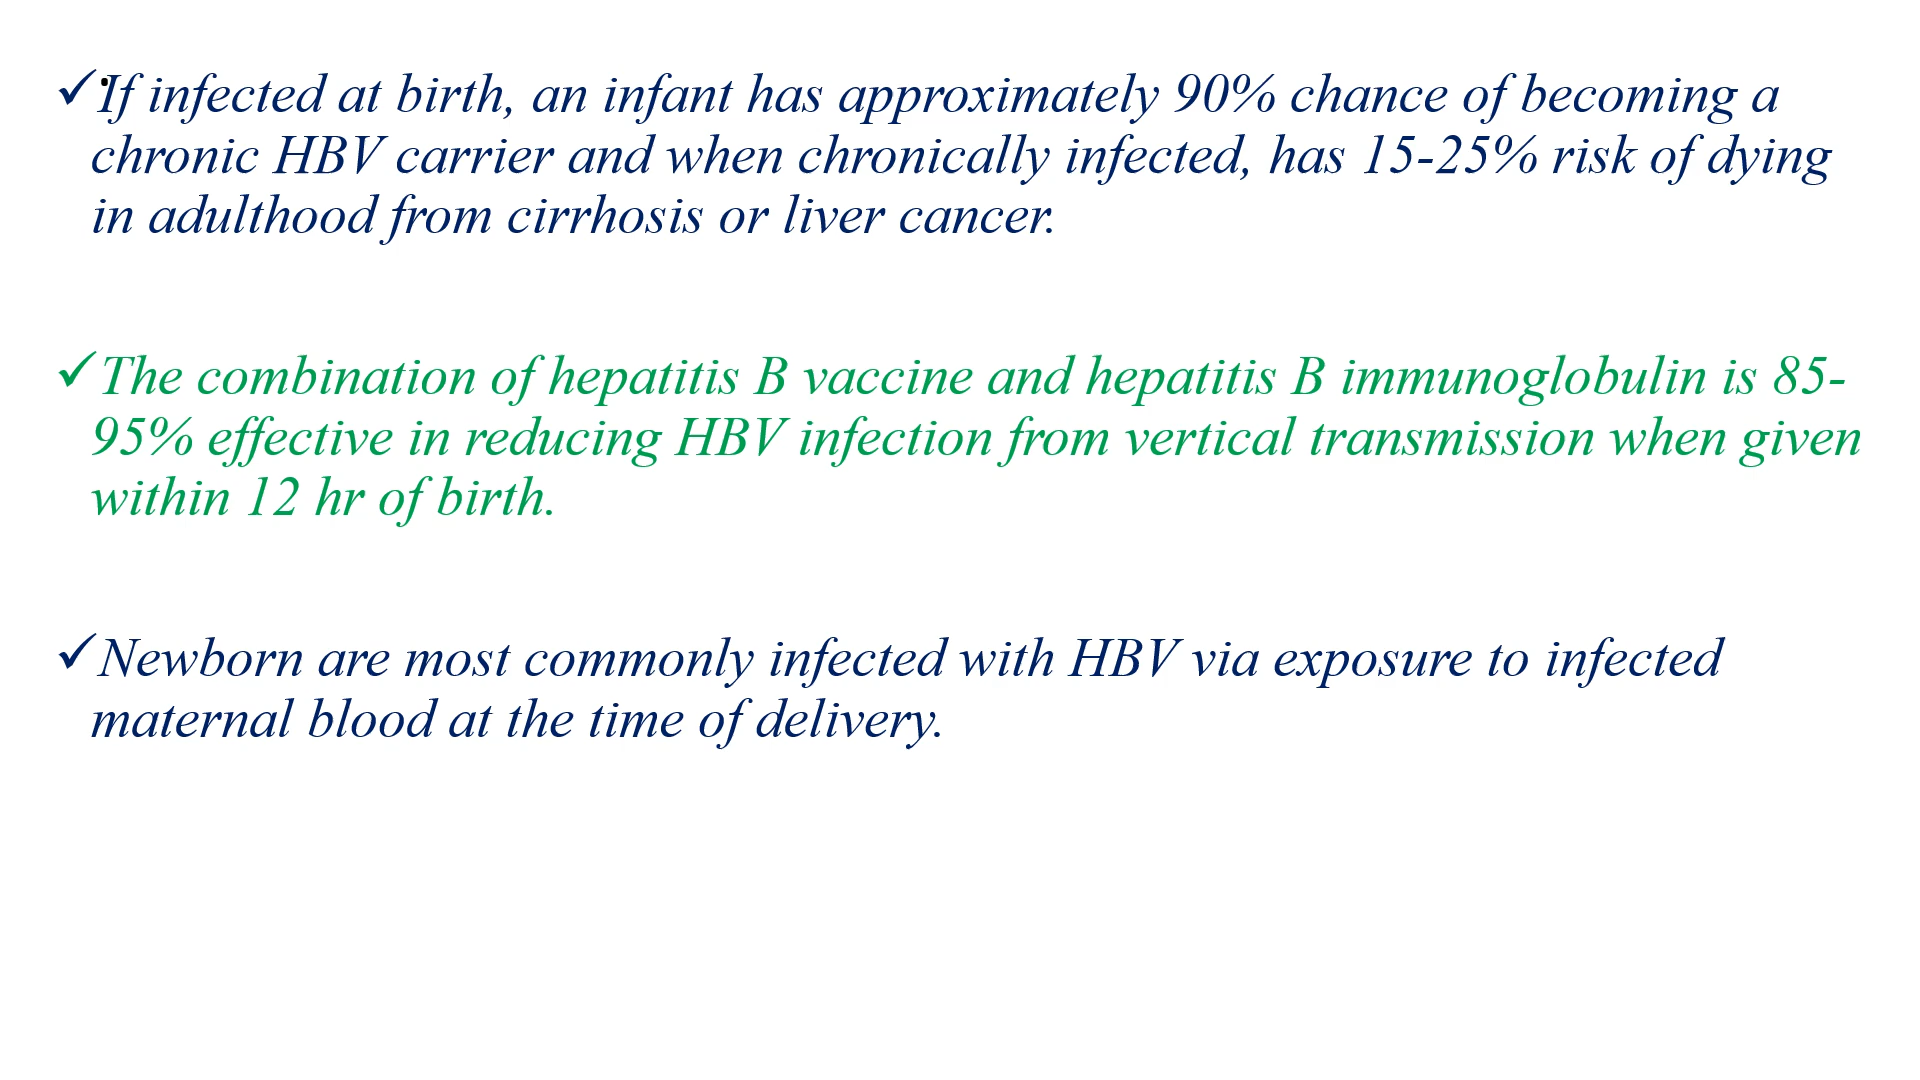 ✓If infected at birth, an infant has approximately 90% chance of becoming a
chronic HBV carrier and when chronically infected, has 15-25% risk of dying
in adulthood from cirrhosis or liver cancer.
✓The combination of hepatitis B vaccine and hepatitis B immunoglobulin is 85-
95% effective in reducing HBV infection from vertical transmission when given
within 12 hr of birth.
✓Newborn are most commonly infected with HBV via exposure to infected
maternal blood at the time of delivery.